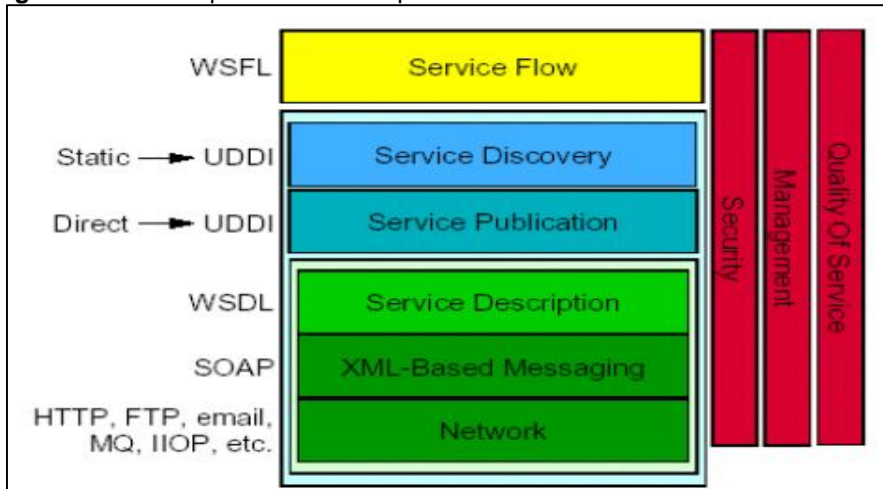 WSFL Service Flow
Static → UDDI Service Discovery
Direct → UDDI Service Publication
WSDL Service Description
SOAP XML-Based Messaging
HTTP, FTP, email,
MQ, IIOP, etc.
Network
Security
Management
Quality Of Service